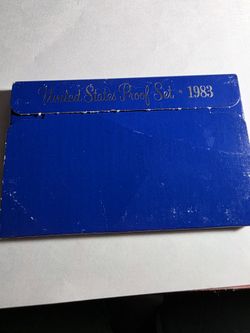 United States Proof Set • 1983